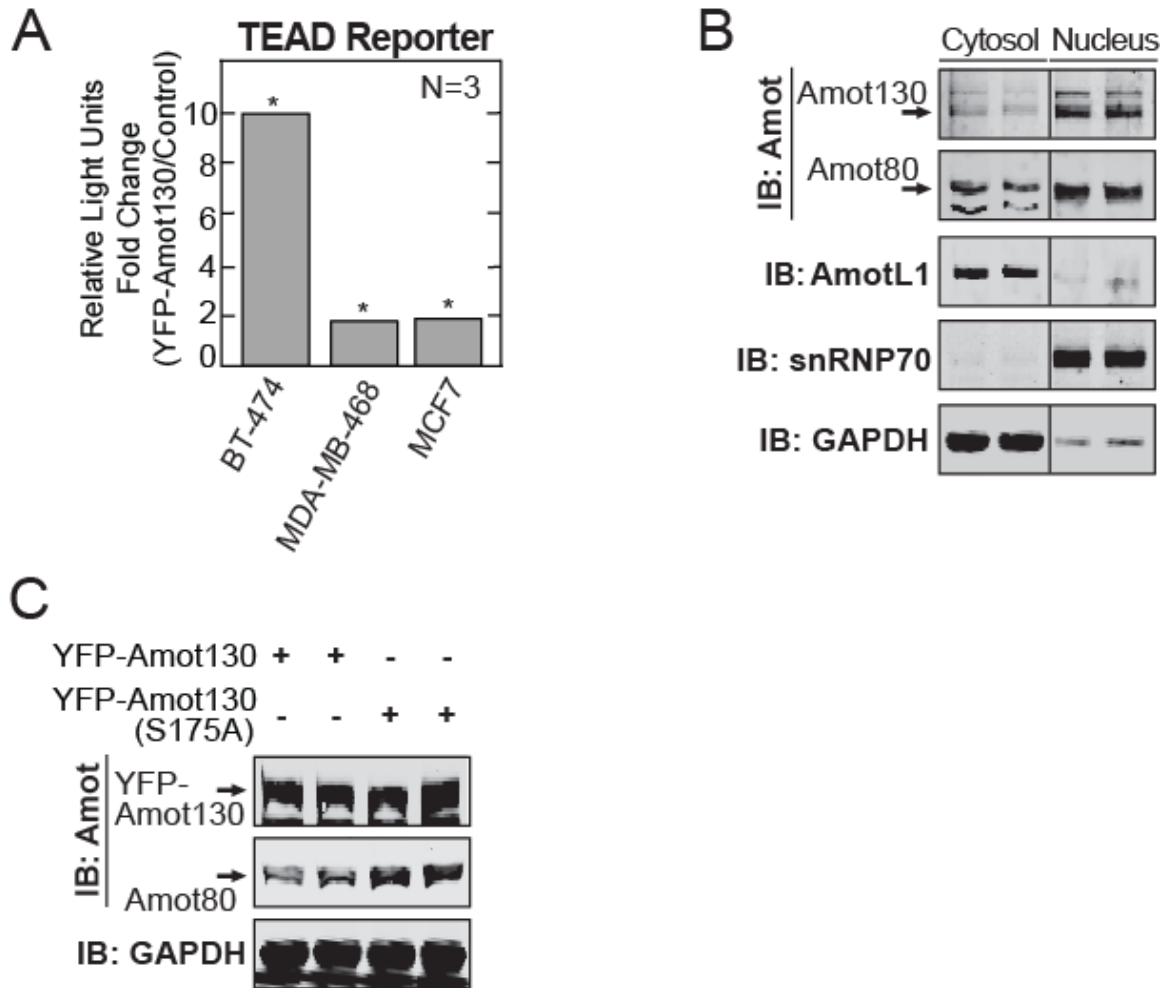 A
TEAD Reporter
N=3
Relative Light Units
Fold Change
(YFP-Amot130/Control)
10
8
6
4
2
0
*
*
*
BT-474
MDA-MB-468
MCF7
B
Cytosol Nucleus
IB: Amot
Amot130
Amot80
IB: AmotL1
IB: snRNP70
IB: GAPDH
C
YFP-Amot130 + + - -
YFP-Amot130
(S175A) - - + +
IB: Amot
YFP-
Amot130
Amot80
IB: GAPDH